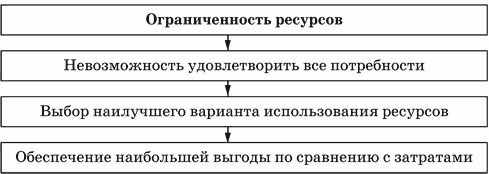 Ограниченность ресурсов
Невозможность удовлетворить все потребности
Выбор наилучшего варианта использования ресурсов
Обеспечение наибольшей выгоды по сравнению с затратами